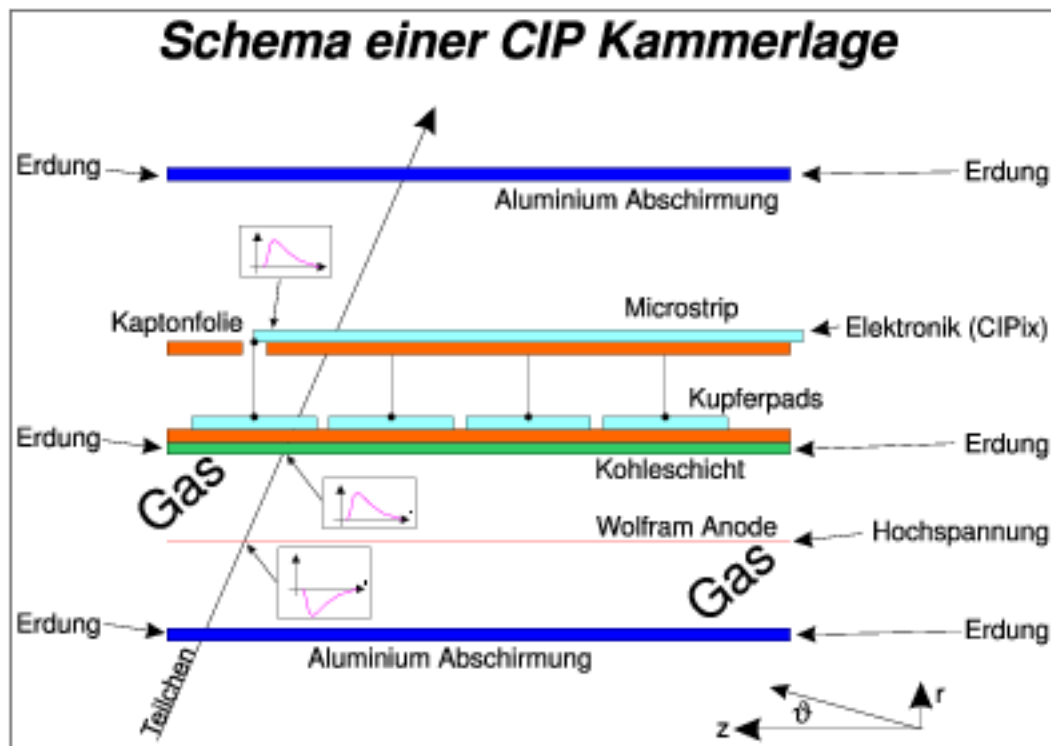 Schema einer CIP Kammerlage
Erdung
Erdung
Aluminium Abschirmung
Kaptonfolie
Microstrip
Elektronik (CIPix)
Kupferpads
Erdung
Erdung
Kohleschicht
Gas
Wolfram Anode
Hochspannung
Gas
Erdung
Erdung
Aluminium Abschirmung
Teilchen
r
z
ϑ